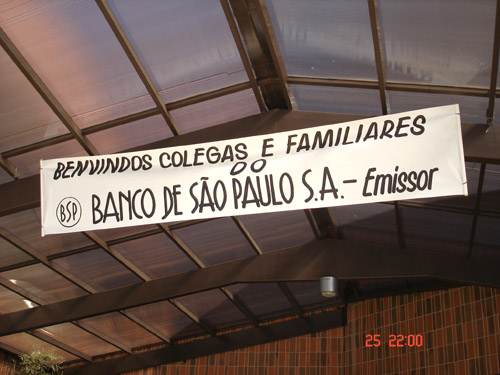 BENVINDOS COLEGAS E FAMILIARES
DO
BSP BANCO DE SÃO PAULO S.A.- Emissor
25 22:00